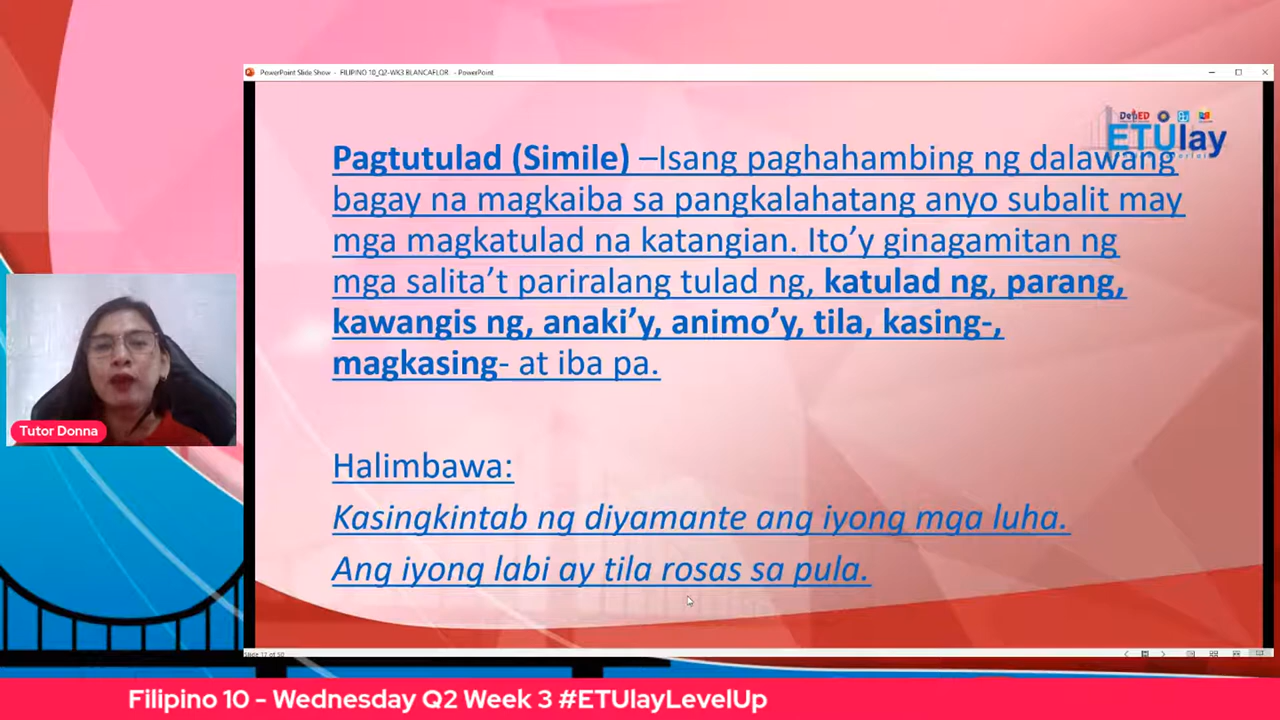 PowerPoint Slide Show - FILIPINO 10_Q2-WK3 BLANCAFLOR - PowerPoint
DepED
ETUlay
Pagtutulad (Simile) –Isang paghahambing ng dalawang
bagay na magkaiba sa pangkalahatang anyo subalit may
mga magkatulad na katangian. Ito’y ginagamitan ng
mga salita’t pariralang tulad ng, katulad ng, parang,
kawangis ng, anaki’y, animo’y, tila, kasing-,
magkasing- at iba pa.
Halimbawa:
Kasingkintab ng diyamante ang iyong mga luha.
Ang iyong labi ay tila rosas sa pula.
Tutor Donna
Filipino 10 - Wednesday Q2 Week 3 #ETUlayLevelUp